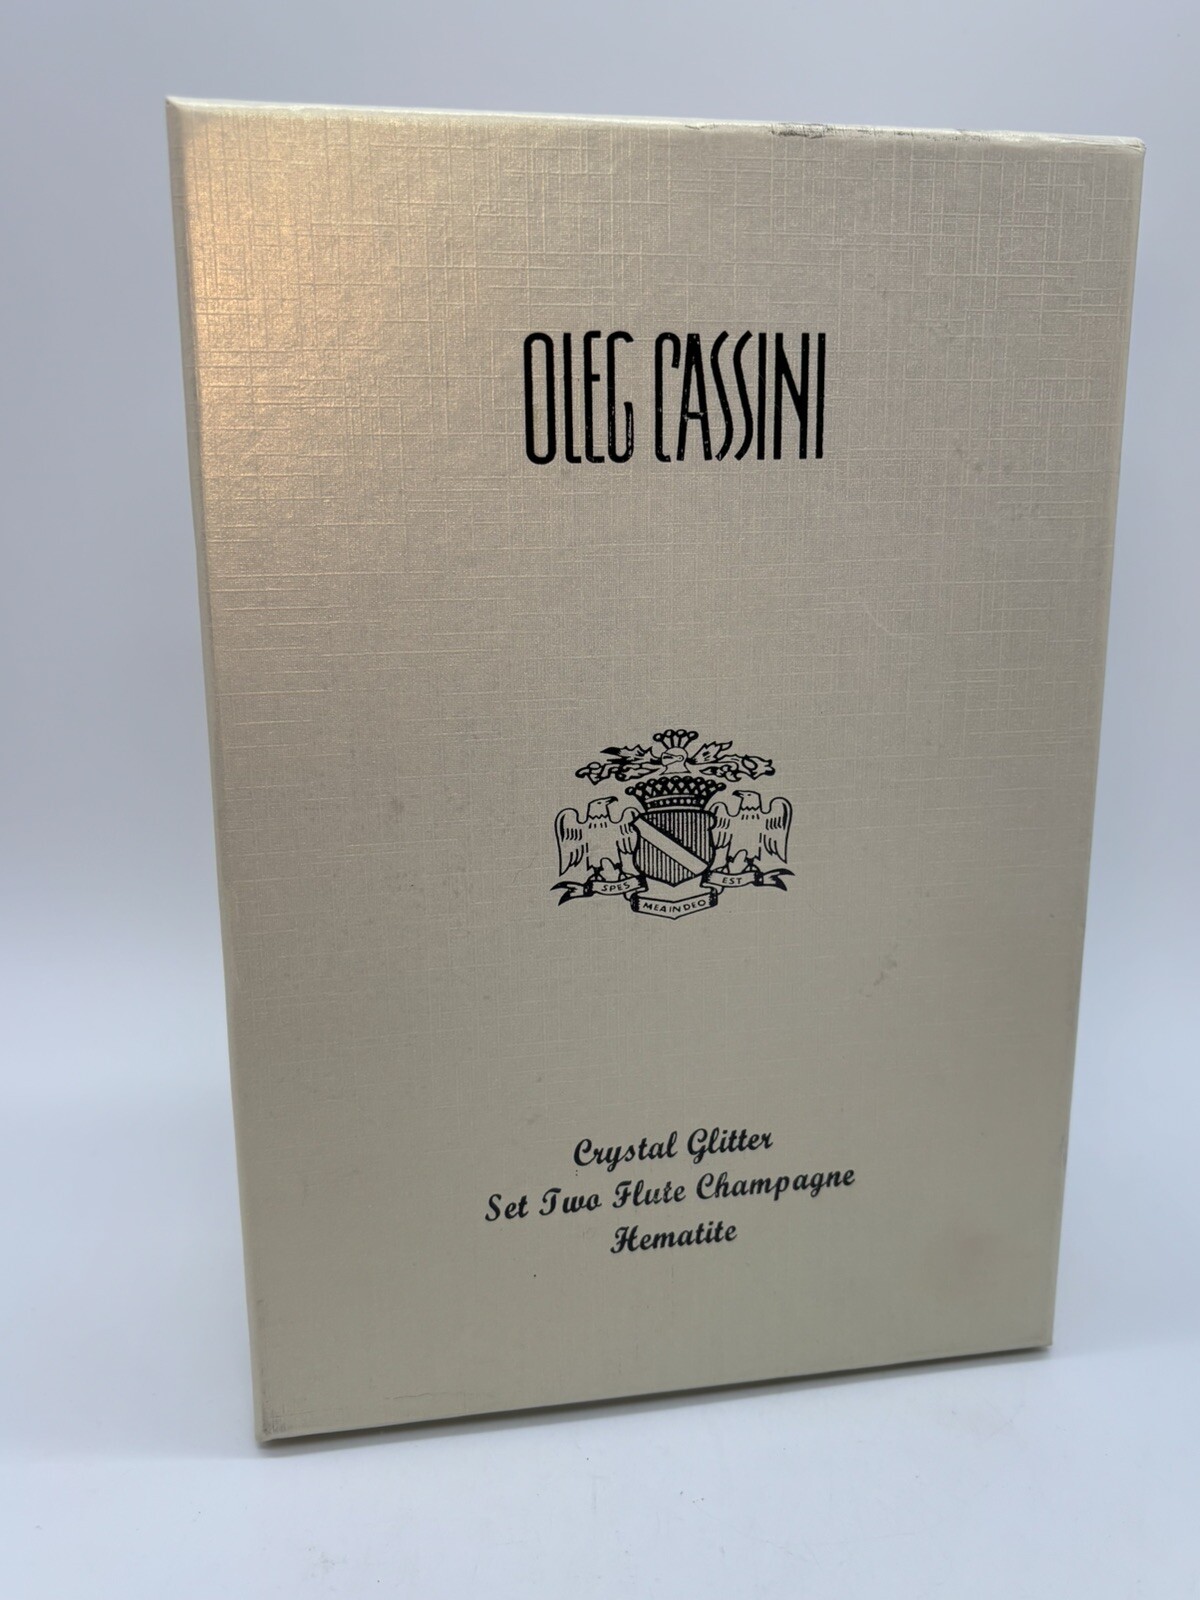 OLEG CASSINI
SPES EST
MEA IN DEO
Crystal Glitter
Set Two Flute Champagne
Hematite